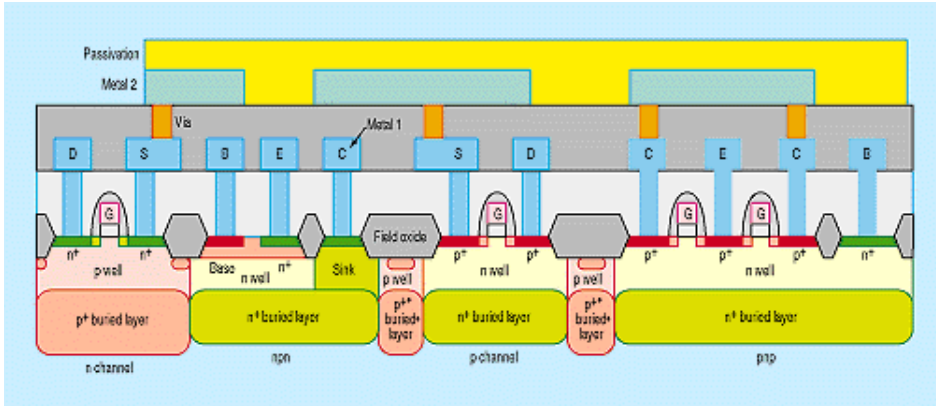 Passivation
Metal 2
Via
Metal 1
D
S
B
E
C
S
D
C
E
C
B
G
G
G
G
Field oxide
n+
n+
Base
n+
p+
p+
p+
p+
p+
n+
p well
n well
Sink
p well
n well
p well
n well
p+ buried layer
n+ buried layer
p+
buried
layer
n+ buried layer
p+
buried
layer
n+ buried layer
n channel
npn
p channel
pnp